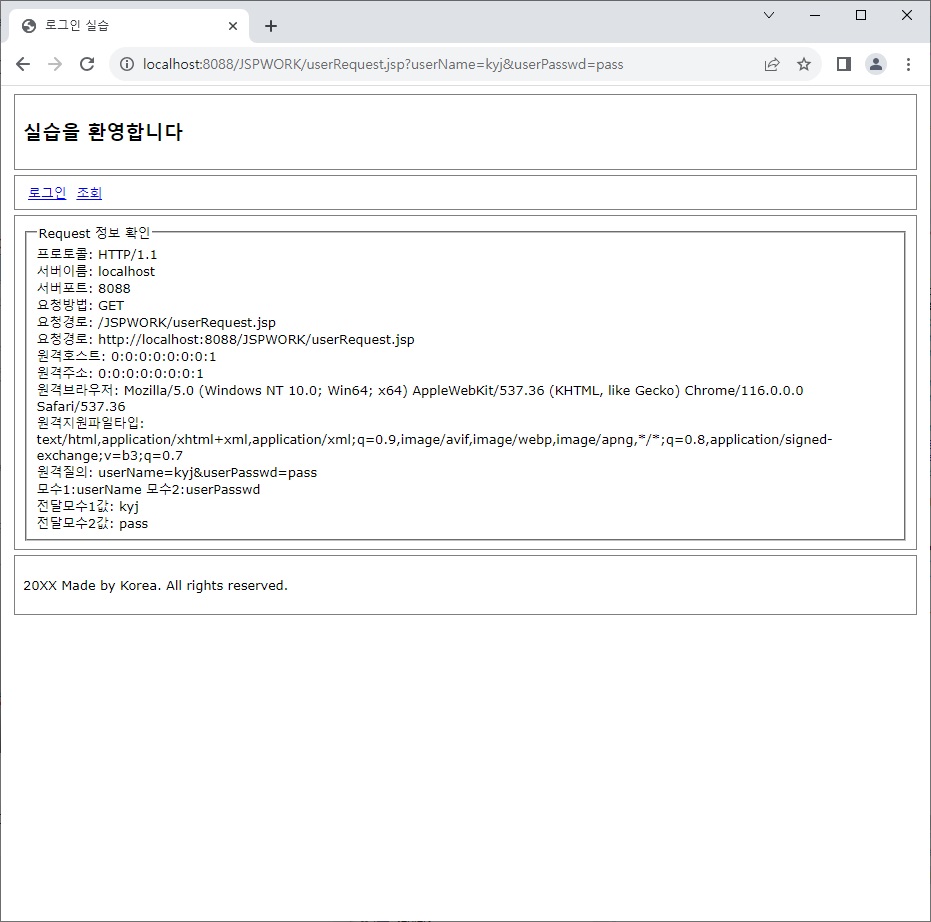 로그인 실습
localhost:8088/JSPWORK/userRequest.jsp?userName=kyj&userPasswd=pass
실습을 환영합니다
로그인 조회
Request 정보 확인
프로토콜: HTTP/1.1
서버이름: localhost
서버포트: 8088
요청방법: GET
요청경로: /JSPWORK/userRequest.jsp
요청경로: http://localhost:8088/JSPWORK/userRequest.jsp
원격호스트: 0:0:0:0:0:0:0:1
원격주소: 0:0:0:0:0:0:0:1
원격브라우저: Mozilla/5.0 (Windows NT 10.0; Win64; x64) AppleWebKit/537.36 (KHTML, like Gecko) Chrome/116.0.0.0
Safari/537.36
원격지원파일타입:
text/html,application/xhtml+xml,application/xml;q=0.9,image/avif,image/webp,image/apng,*/*;q=0.8,application/signed-
exchange;v=b3;q=0.7
원격질의: userName=kyj&userPasswd=pass
모수1:userName 모수2:userPasswd
전달모수1값: kyj
전달모수2값: pass
20XX Made by Korea. All rights reserved.